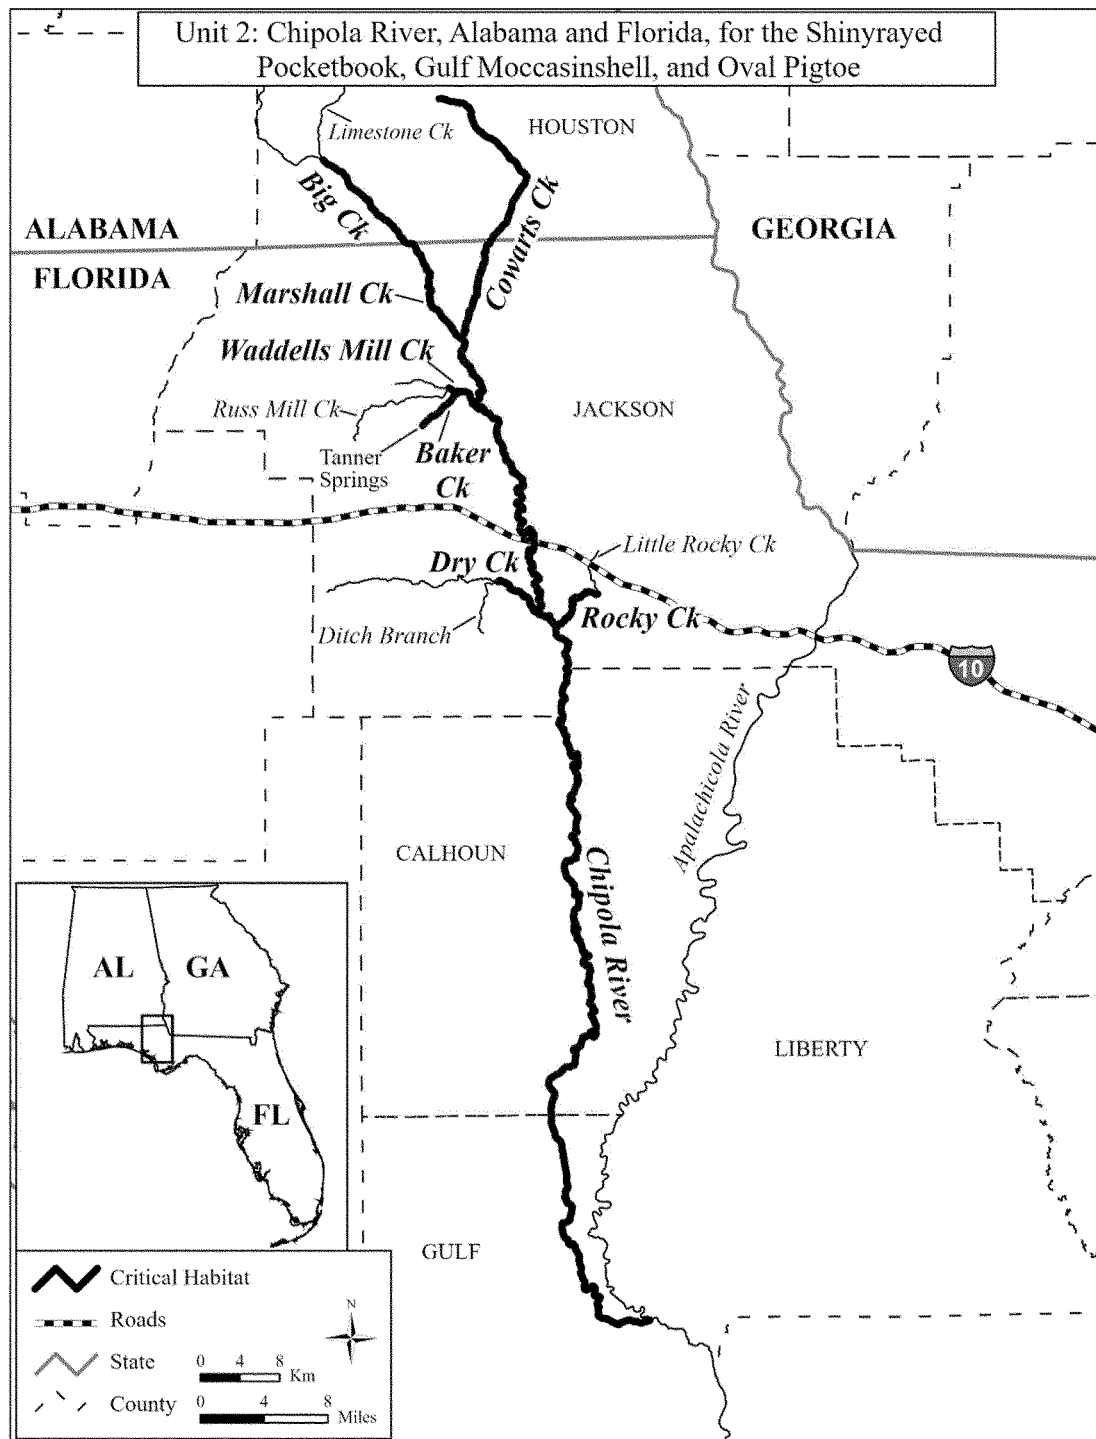 Unit 2: Chipola River, Alabama and Florida, for the Shinyrayed
Pocketbook, Gulf Moccasinshell, and Oval Pigtoe
Limestone Ck
HOUSTON
Big Ck
Cowarts Ck
ALABAMA
GEORGIA
FLORIDA
Marshall Ck
Waddells Mill Ck
Russ Mill Ck
JACKSON
Tanner
Springs
Baker
Ck
Little Rocky Ck
Dry Ck
Rocky Ck
Ditch Branch
10
Apalachicola River
CALHOUN
Chipola River
AL
GA
FL
LIBERTY
GULF
Critical Habitat
Roads
N
State
0 4 8
Km
County
0 4 8
Miles